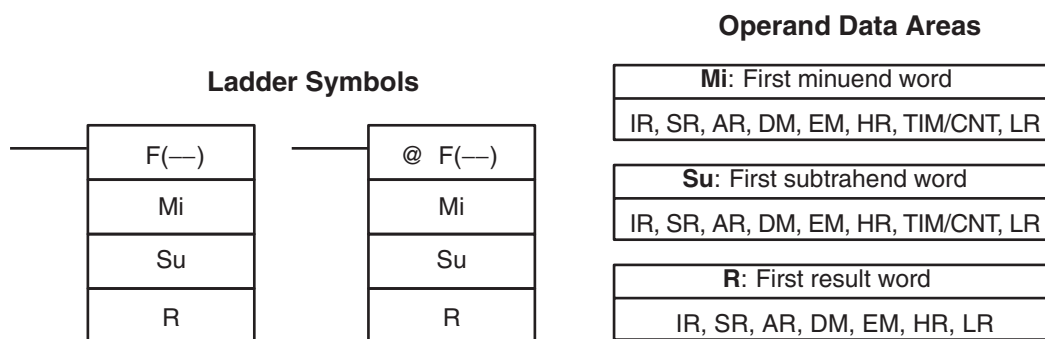 Operand Data Areas
Ladder Symbols
F(––)
Mi
Su
R
@ F(––)
Mi
Su
R
Mi: First minuend word
IR, SR, AR, DM, EM, HR, TIM/CNT, LR
Su: First subtrahend word
IR, SR, AR, DM, EM, HR, TIM/CNT, LR
R: First result word
IR, SR, AR, DM, EM, HR, LR